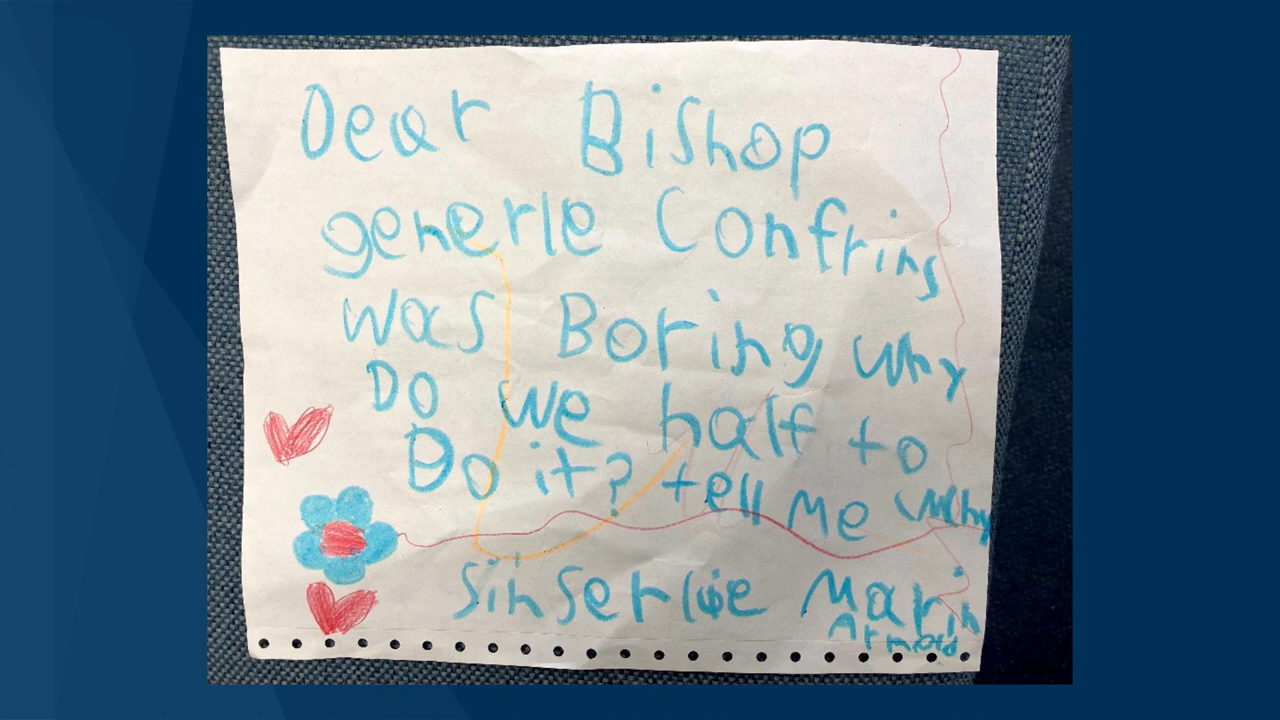 Dear Bishop
generle Confrins
was Boring why
Do we half to
Do it? tell me why
Sinserlie Marin
Arnold